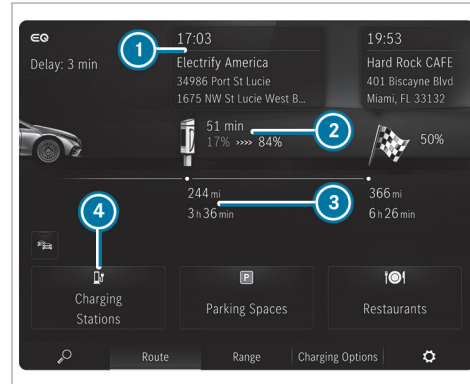 EQ
Delay: 3 min
17:03
Electrify America
34986 Port St Lucie
1675 NW St Lucie West B...
19:53
Hard Rock CAFE
401 Biscayne Blvd
Miami, FL 33132
1
51 min
17% »»» 84%
2
50%
244 mi
3 h 36 min
3
366 mi
6 h 26 min
4
Charging
Stations
P
Parking Spaces
Restaurants
Route
Range
Charging Options